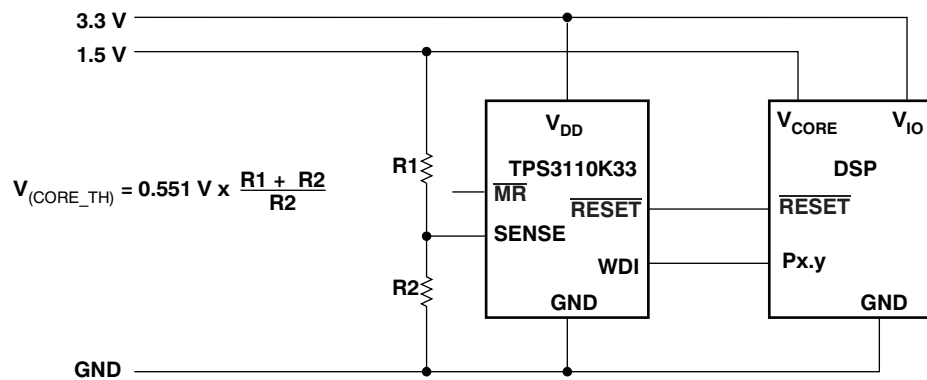 3.3 V
1.5 V
V(CORE_TH) = 0.551 V x (R1 + R2) / R2
R1
R2
VDD
TPS3110K33
MR
RESET
SENSE
WDI
GND
VCORE VIO
DSP
RESET
Px.y
GND
GND